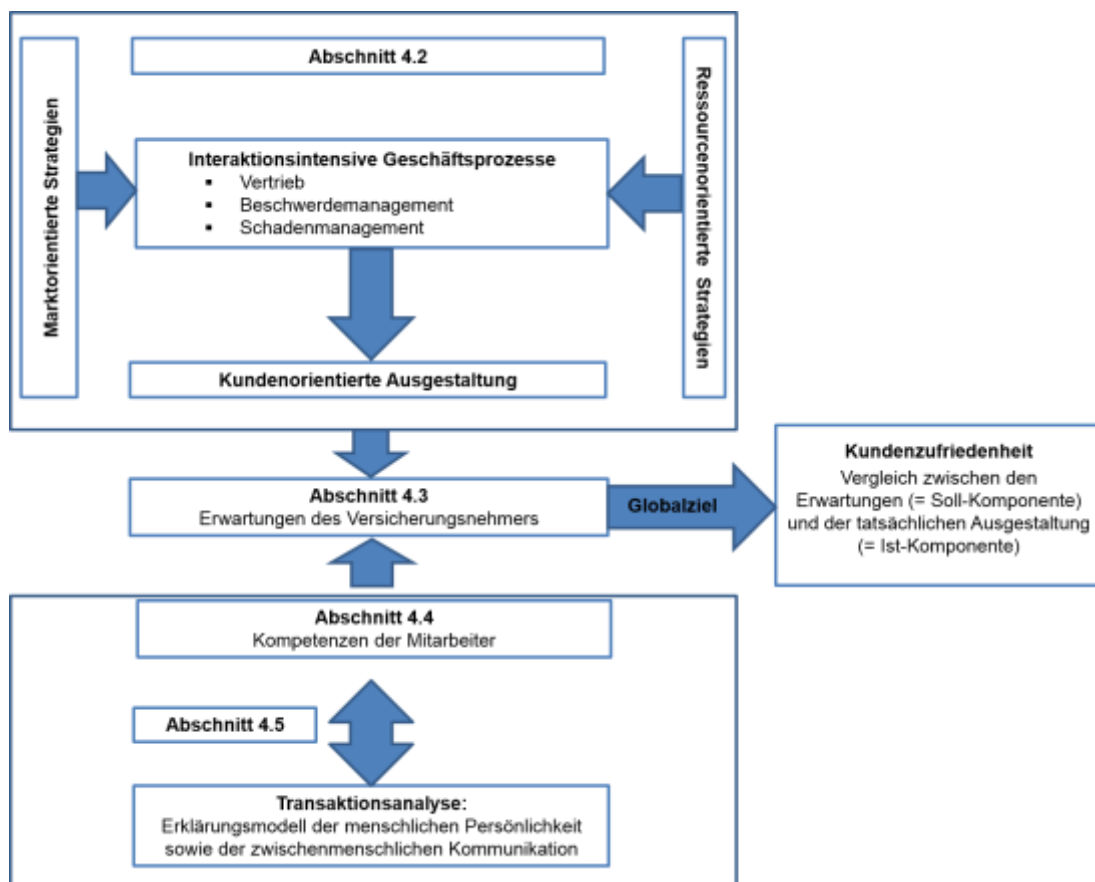 Abschnitt 4.2
Marktorientierte Strategien
Ressourcenorientierte Strategien
Interaktionsintensive Geschäftsprozesse
▪ Vertrieb
▪ Beschwerdemanagement
▪ Schadenmanagement
Kundenorientierte Ausgestaltung
Abschnitt 4.3
Erwartungen des Versicherungsnehmers
Globalziel
Kundenzufriedenheit
Vergleich zwischen den
Erwartungen (= Soll-Komponente)
und der tatsächlichen Ausgestaltung
(= Ist-Komponente)
Abschnitt 4.4
Kompetenzen der Mitarbeiter
Abschnitt 4.5
Transaktionsanalyse:
Erklärungsmodell der menschlichen Persönlichkeit
sowie der zwischenmenschlichen Kommunikation